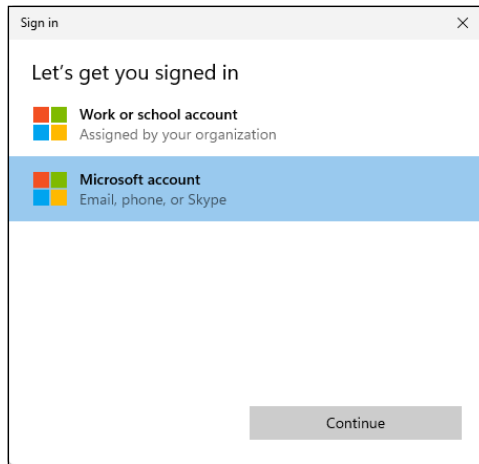 Sign in
Let's get you signed in
Work or school account
Assigned by your organization
Microsoft account
Email, phone, or Skype
Continue